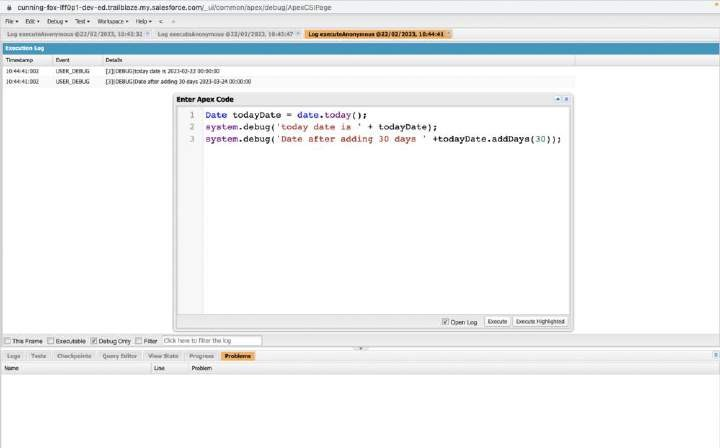 cunning-fox-iff0p1-dev-ed.trailblaze.my.salesforce.com/_ui/common/apex/debug/ApexCSIPage
File Edit Debug Test Workspace Help < >
Log executeAnonymous @22/02/2023, 10:43:32 Log executeAnonymous @22/02/2023, 10:43:47 Log executeAnonymous @22/02/2023, 10:44:41
Execution Log
Timestamp Event Details
10:44:41:002 USER_DEBUG [2]|DEBUG|today date is 2023-02-22 00:00:00
10:44:41:002 USER_DEBUG [3]|DEBUG|Date after adding 30 days 2023-03-24 00:00:00
Enter Apex Code
1 Date todayDate = date.today();
2 system.debug('today date is ' + todayDate);
3 system.debug('Date after adding 30 days ' +todayDate.addDays(30));
Open Log Execute Execute Highlighted
This Frame Executable Debug Only Filter Click here to filter the log
Logs Tests Checkpoints Query Editor View State Progress Problems
Name Line Problem